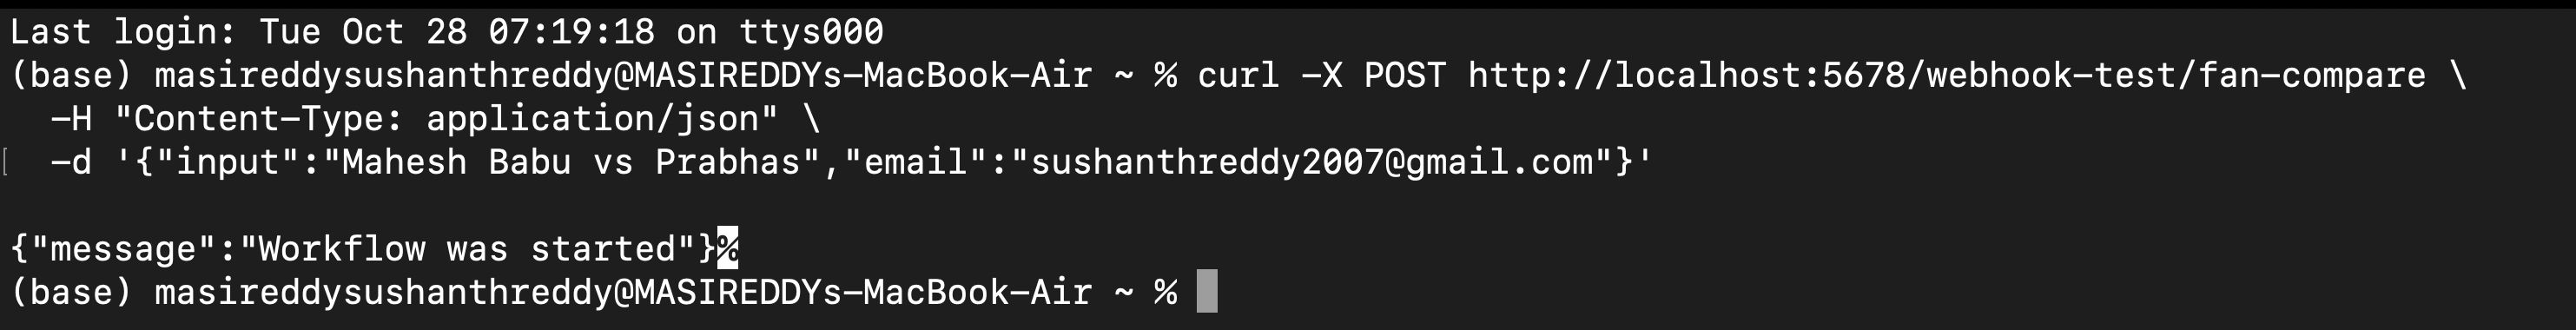 Last login: Tue Oct 28 07:19:18 on ttys000
(base) masireddysushanthreddy@MASIREDDYs-MacBook-Air ~ % curl -X POST http://localhost:5678/webhook-test/fan-compare \
  -H "Content-Type: application/json" \
[  -d '{"input":"Mahesh Babu vs Prabhas","email":"sushanthreddy2007@gmail.com"}'
{"message":"Workflow was started"}%
(base) masireddysushanthreddy@MASIREDDYs-MacBook-Air ~ %